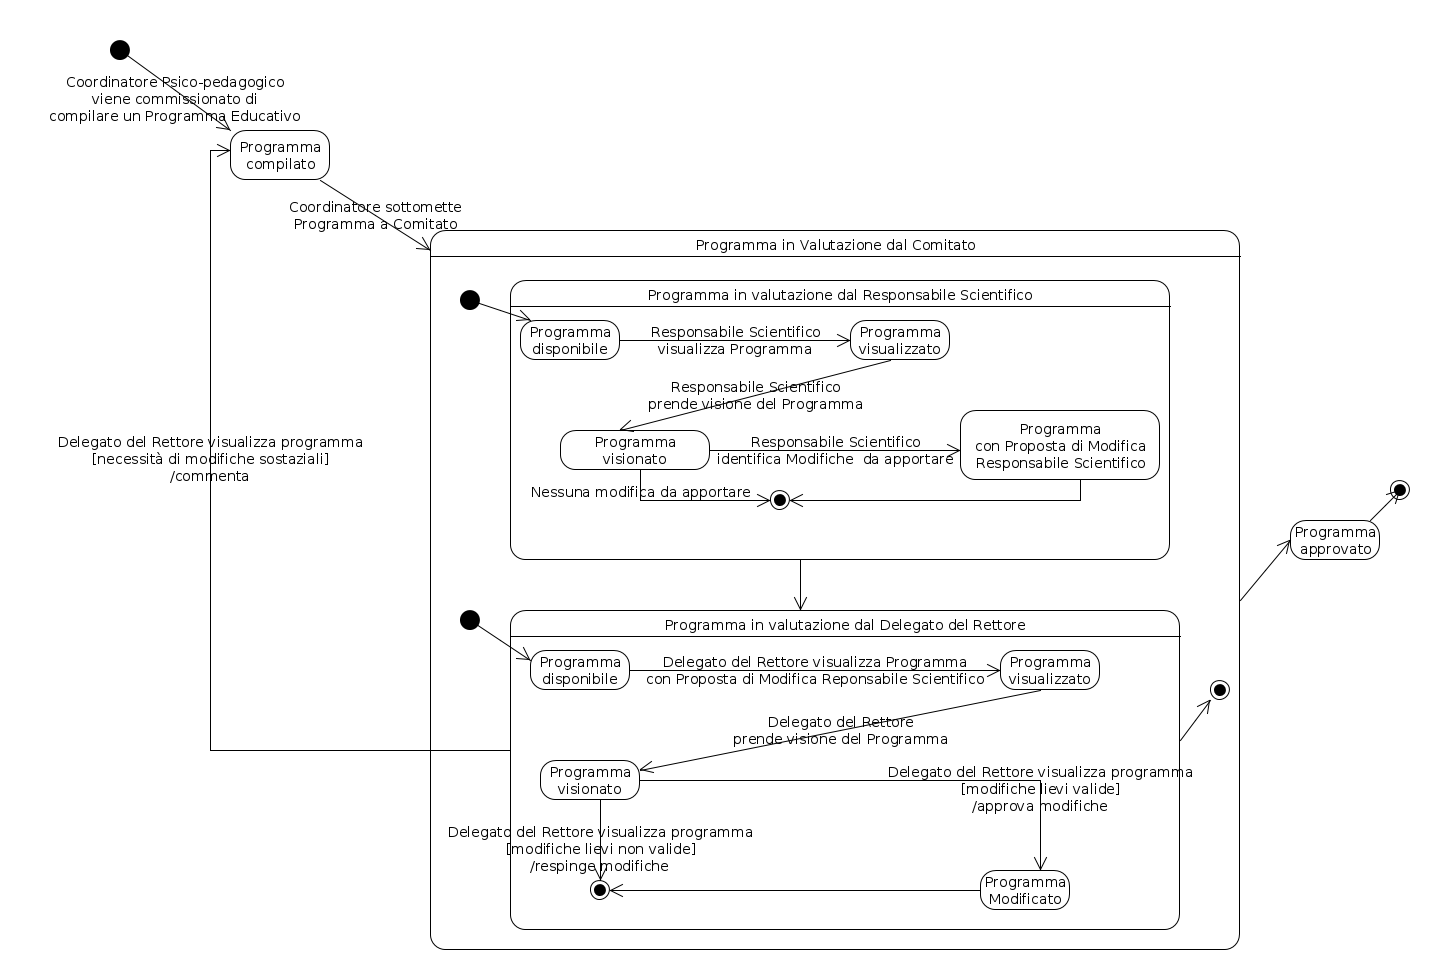 Coordinatore Psico-pedagogico
viene commissionato di
compilare un Programma Educativo
Programma
compilato
Coordinatore sottomette
Programma a Comitato
Programma in Valutazione dal Comitato
Programma in valutazione dal Responsabile Scientifico
Programma
disponibile
Responsabile Scientifico
visualizza Programma
Programma
visualizzato
Responsabile Scientifico
prende visione del Programma
Programma
visionato
Responsabile Scientifico
identifica Modifiche  da apportare
Programma
con Proposta di Modifica
Responsabile Scientifico
Nessuna modifica da apportare
Delegato del Rettore visualizza programma
[necessità di modifiche sostaziali]
/commenta
Programma
approvato
Programma in valutazione dal Delegato del Rettore
Programma
disponibile
Delegato del Rettore visualizza Programma
con Proposta di Modifica Reponsabile Scientifico
Programma
visualizzato
Delegato del Rettore
prende visione del Programma
Programma
visionato
Delegato del Rettore visualizza programma
[modifiche lievi valide]
/approva modifiche
Delegato del Rettore visualizza programma
[modifiche lievi non valide]
/respinge modifiche
Programma
Modificato